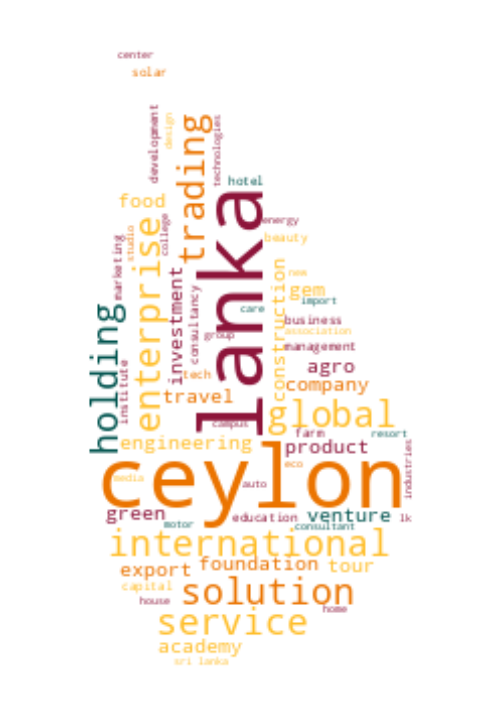 center
solar
development
design
trading
technologies
hotel
lanka
food
enterprise
studio
college
energy
beauty
marketing
investment
consultancy
construction
new
gem
import
care
holding
business
association
group
management
institute
tech
agro
company
travel
global
campus
farm
resort
engineering
product
industries
ceylon
eco
media
auto
green
motor
education
venture
lk
consultant
international
export
foundation
tour
capital
solution
house
home
service
academy
sri lanka